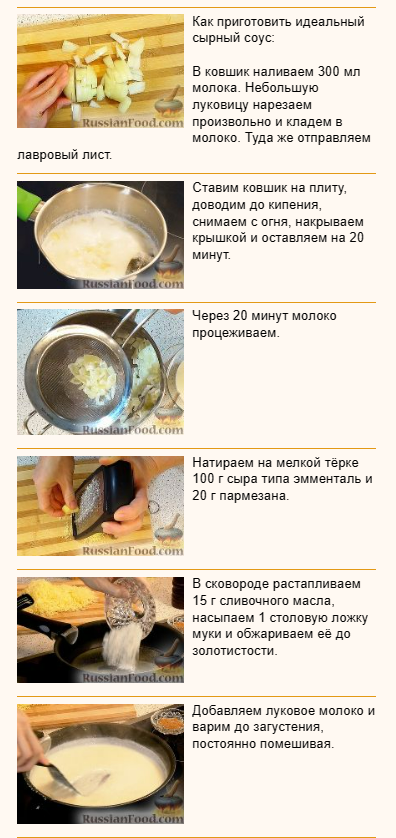 Как приготовить идеальный
сырный соус:
В ковшик наливаем 300 мл
молока. Небольшую
луковицу нарезаем
произвольно и кладем в
молоко. Туда же отправляем
лавровый лист.
RussianFood.com
Ставим ковшик на плиту,
доводим до кипения,
снимаем с огня, накрываем
крышкой и оставляем на 20
минут.
RussianFood.com
Через 20 минут молоко
процеживаем.
RussianFood.com
Натираем на мелкой тёрке
100 г сыра типа эмменталь и
20 г пармезана.
RussianFood.com
В сковороде растапливаем
15 г сливочного масла,
насыпаем 1 столовую ложку
муки и обжариваем её до
золотистости.
RussianFood.com
Добавляем луковое молоко и
варим до загустения,
постоянно помешивая.
RussianFood.com